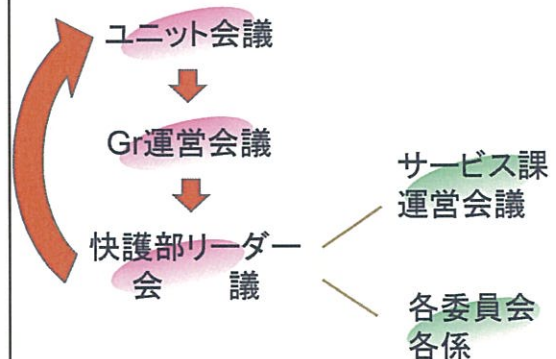 ユニット会議
Gr運営会議
快護部リーダー
会　議
サービス課
運営会議
各委員会
各係